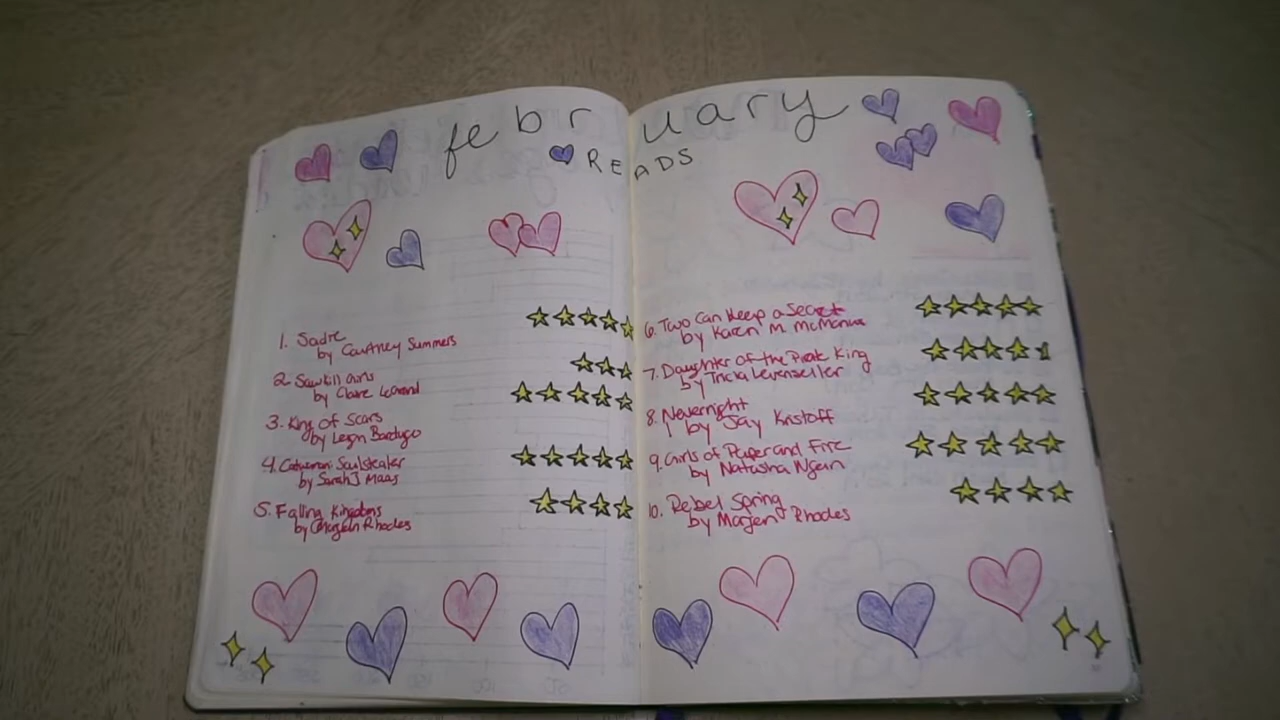 february
READS
1. Sadie
by Courtney Summers
2. Sawkill Girls
by Claire Legrand
3. King of Scars
by Leigh Bardugo
4. Catwoman: Soulstealer
by Sarah J Maas
5. Falling Kingdoms
by Morgan Rhodes
6. Two Can Keep a Secret
by Karen M. McManus
7. Daughter of the Pirate King
by Tricia Levenseller
8. Nevernight
by Jay Kristoff
9. Girls of Paper and Fire
by Natasha Ngan
10. Rebel Spring
by Morgen Rhodes